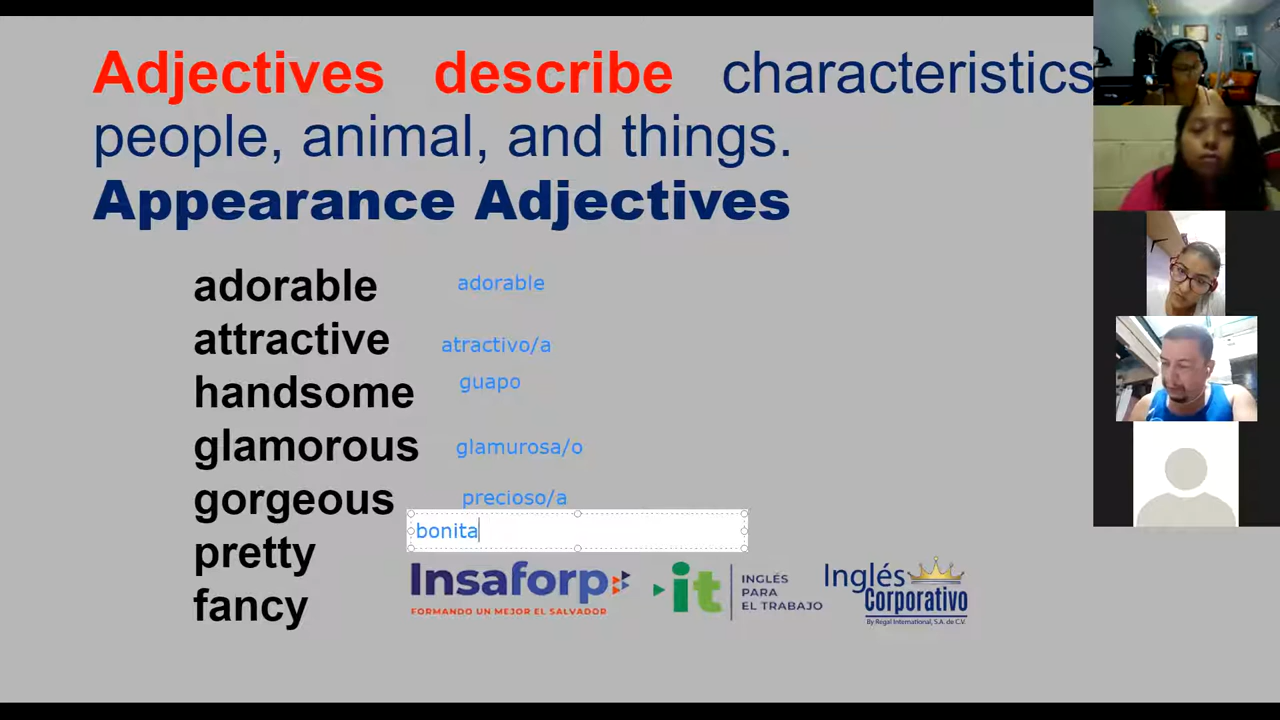 Adjectives describe characteristics
people, animal, and things.
Appearance Adjectives
adorable adorable
attractive atractivo/a
handsome guapo
glamorous glamurosa/o
gorgeous precioso/a
pretty bonita
fancy
Insaforp
FORMANDO UN MEJOR EL SALVADOR
it INGLÉS
PARA
EL TRABAJO
Inglés
Corporativo
By Regal International, S.A. de C.V.